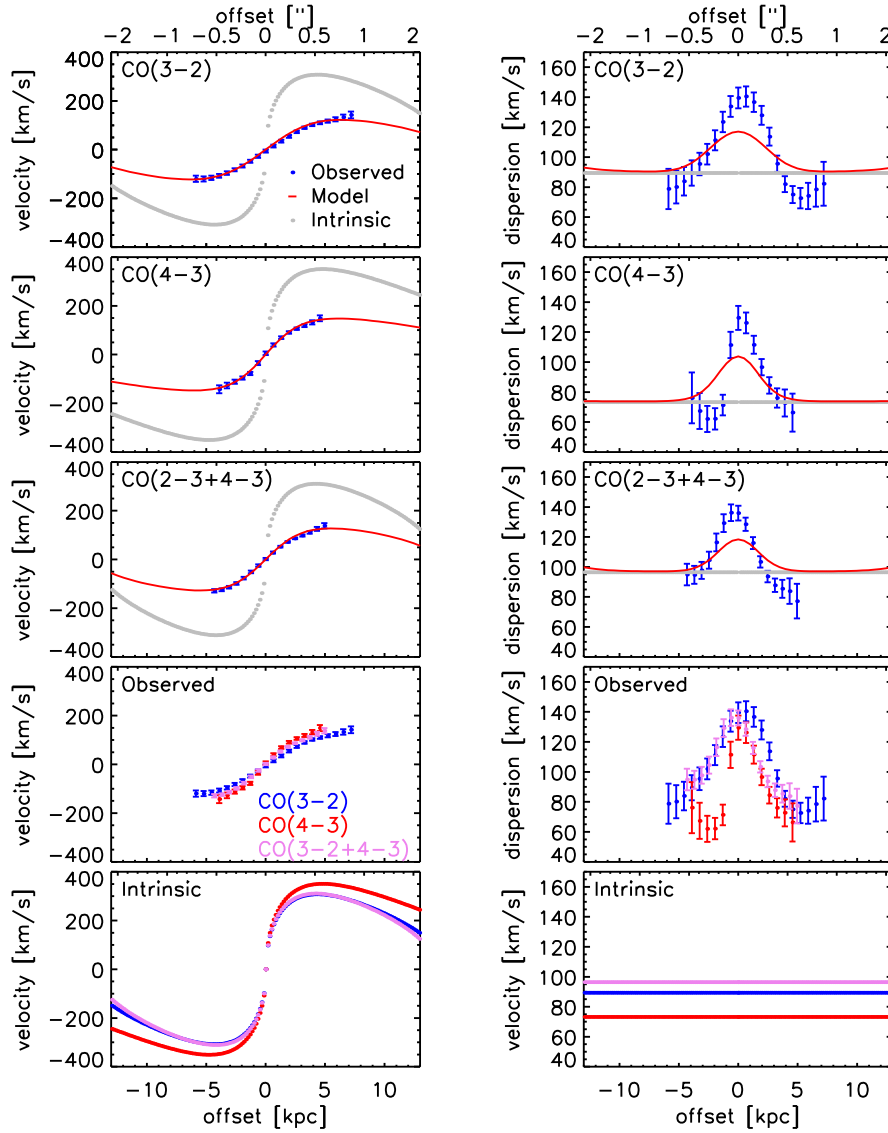 offset ["]
-2 -1 -0.5 0 0.5 1 2
CO(3-2)
velocity [km/s]
400
200
0
-200
-400
Observed
Model
Intrinsic
CO(4-3)
velocity [km/s]
400
200
0
-200
-400
CO(2-3+4-3)
velocity [km/s]
400
200
0
-200
-400
Observed
velocity [km/s]
400
200
0
-200
-400
CO(3-2)
CO(4-3)
CO(3-2+4-3)
Intrinsic
velocity [km/s]
400
200
0
-200
-400
-10 -5 0 5 10
offset [kpc]
offset ["]
-2 -1 -0.5 0 0.5 1 2
CO(3-2)
dispersion [km/s]
160
140
120
100
80
60
40
CO(4-3)
dispersion [km/s]
160
140
120
100
80
60
40
CO(2-3+4-3)
dispersion [km/s]
160
140
120
100
80
60
40
Observed
dispersion [km/s]
160
140
120
100
80
60
40
Intrinsic
velocity [km/s]
160
140
120
100
80
60
40
-10 -5 0 5 10
offset [kpc]